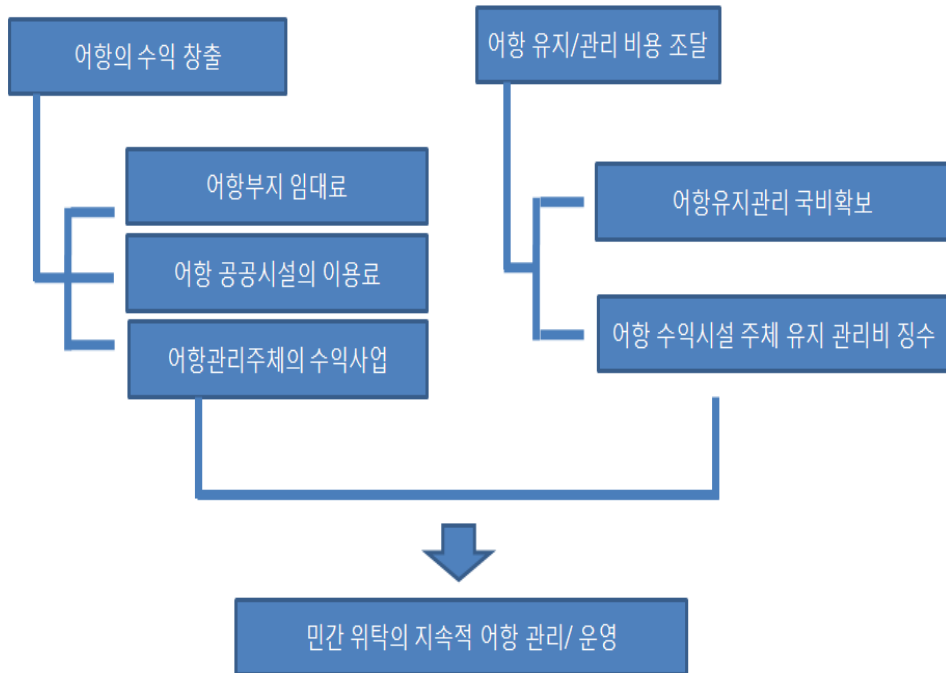 어항의 수익 창출
어항부지 임대료
어항 공공시설의 이용료
어항관리주체의 수익사업
어항 유지/관리 비용 조달
어항유지관리 국비확보
어항 수익시설 주체 유지 관리비 징수
민간 위탁의 지속적 어항 관리/ 운영